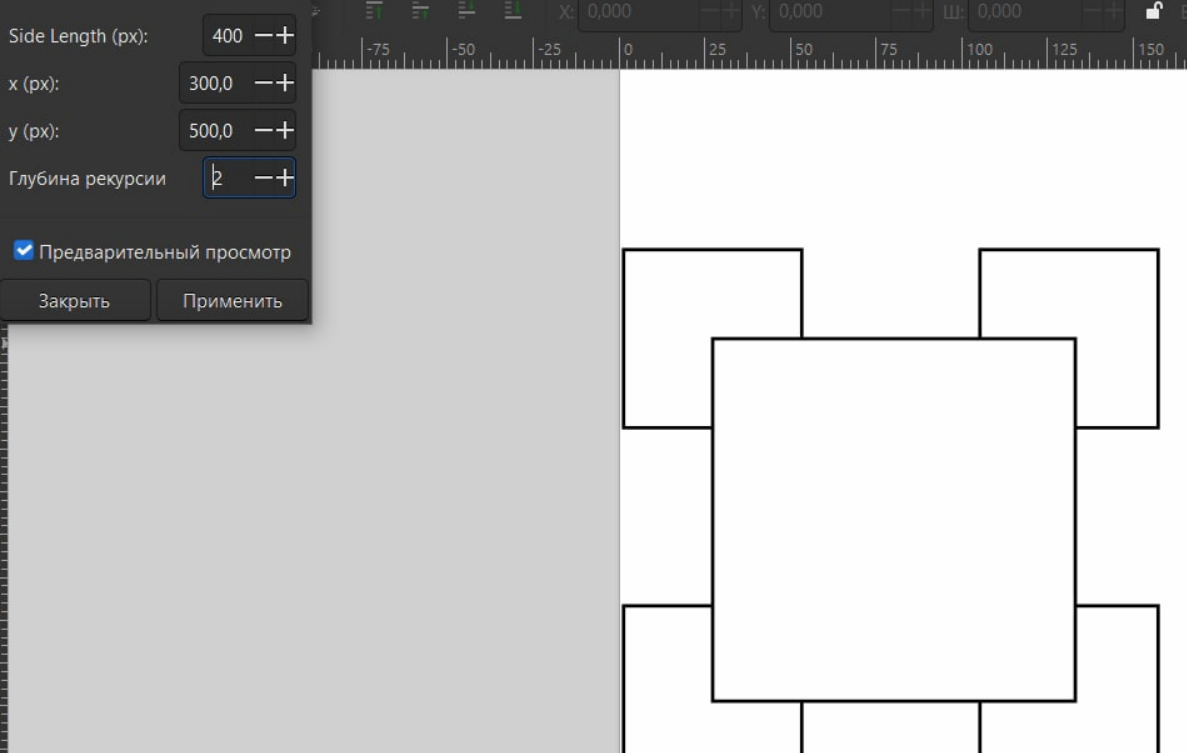 X: 0,000 Y: 0,000 Ш: 0,000
Side Length (px): 400
-75 -50 -25 0 25 50 75 100 125 150
x (px): 300,0
y (px): 500,0
Глубина рекурсии 2
Предварительный просмотр
Закрыть Применить